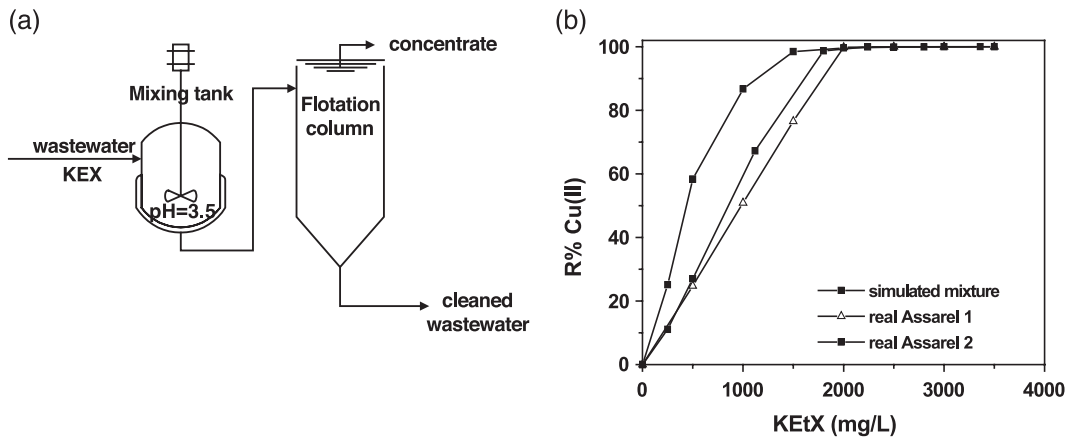 (a)
concentrate
Mixing tank
Flotation
column
wastewater
KEX
pH=3.5
cleaned
wastewater
(b)
R% Cu(II)
100
80
60
40
20
0
simulated mixture
real Assarel 1
real Assarel 2
0 1000 2000 3000 4000
KEtX (mg/L)